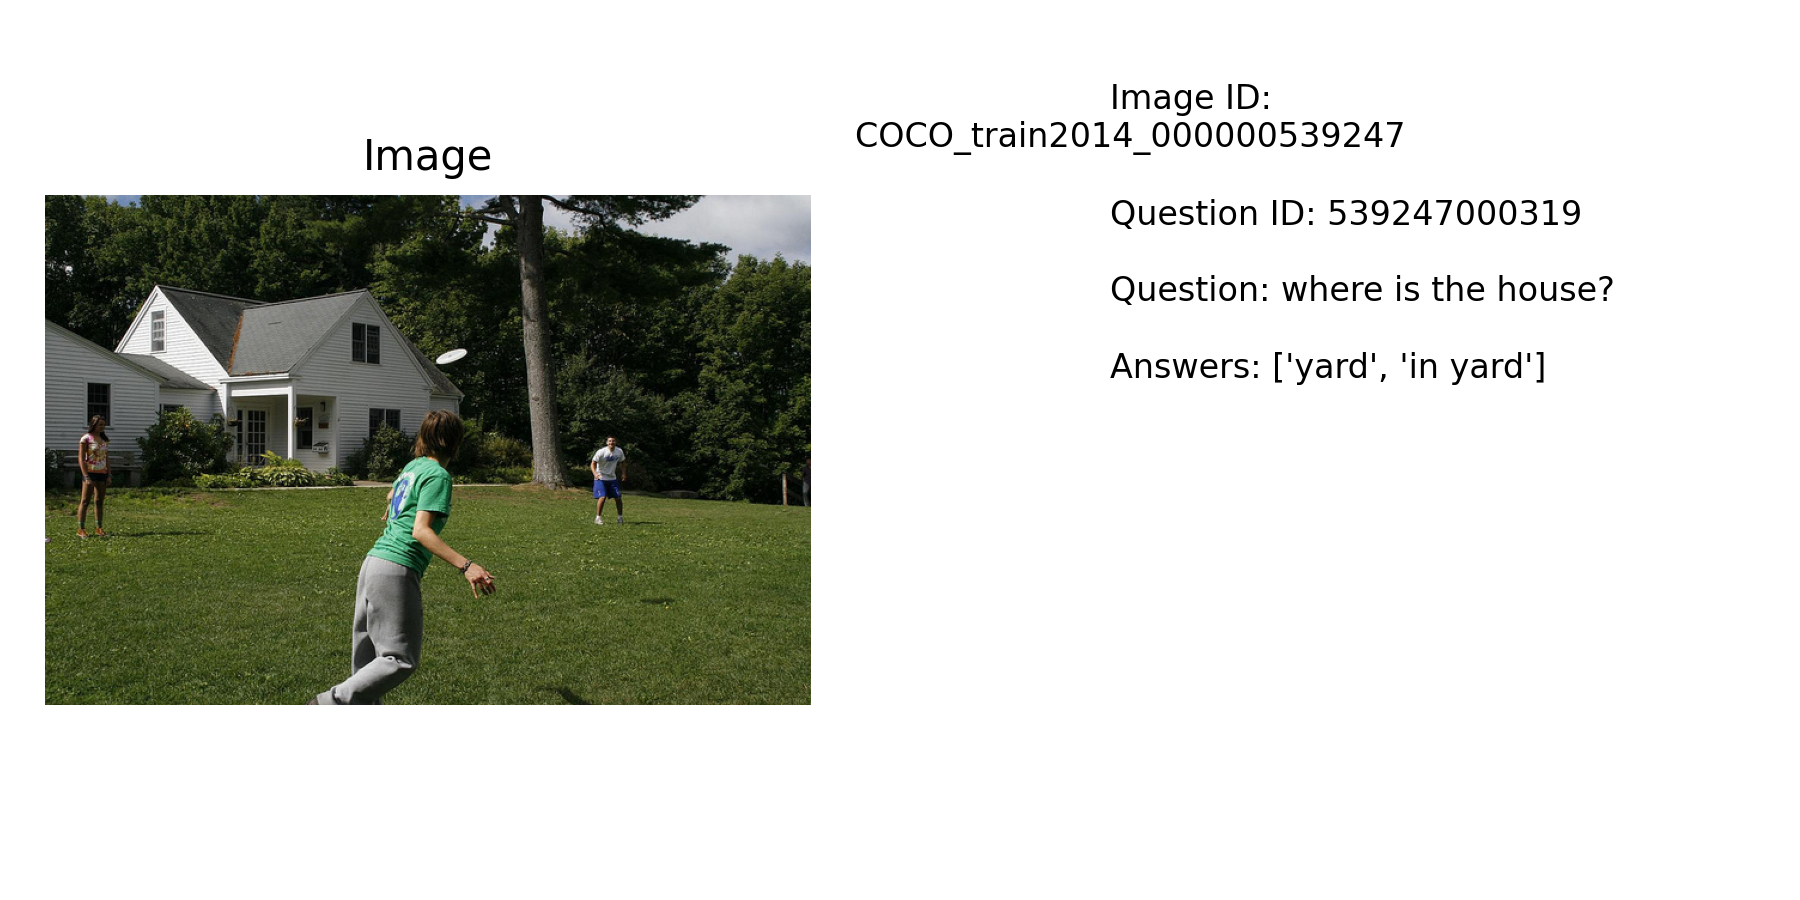 Image
Image ID:
COCO_train2014_000000539247
Question ID: 539247000319
Question: where is the house?
Answers: ['yard', 'in yard']